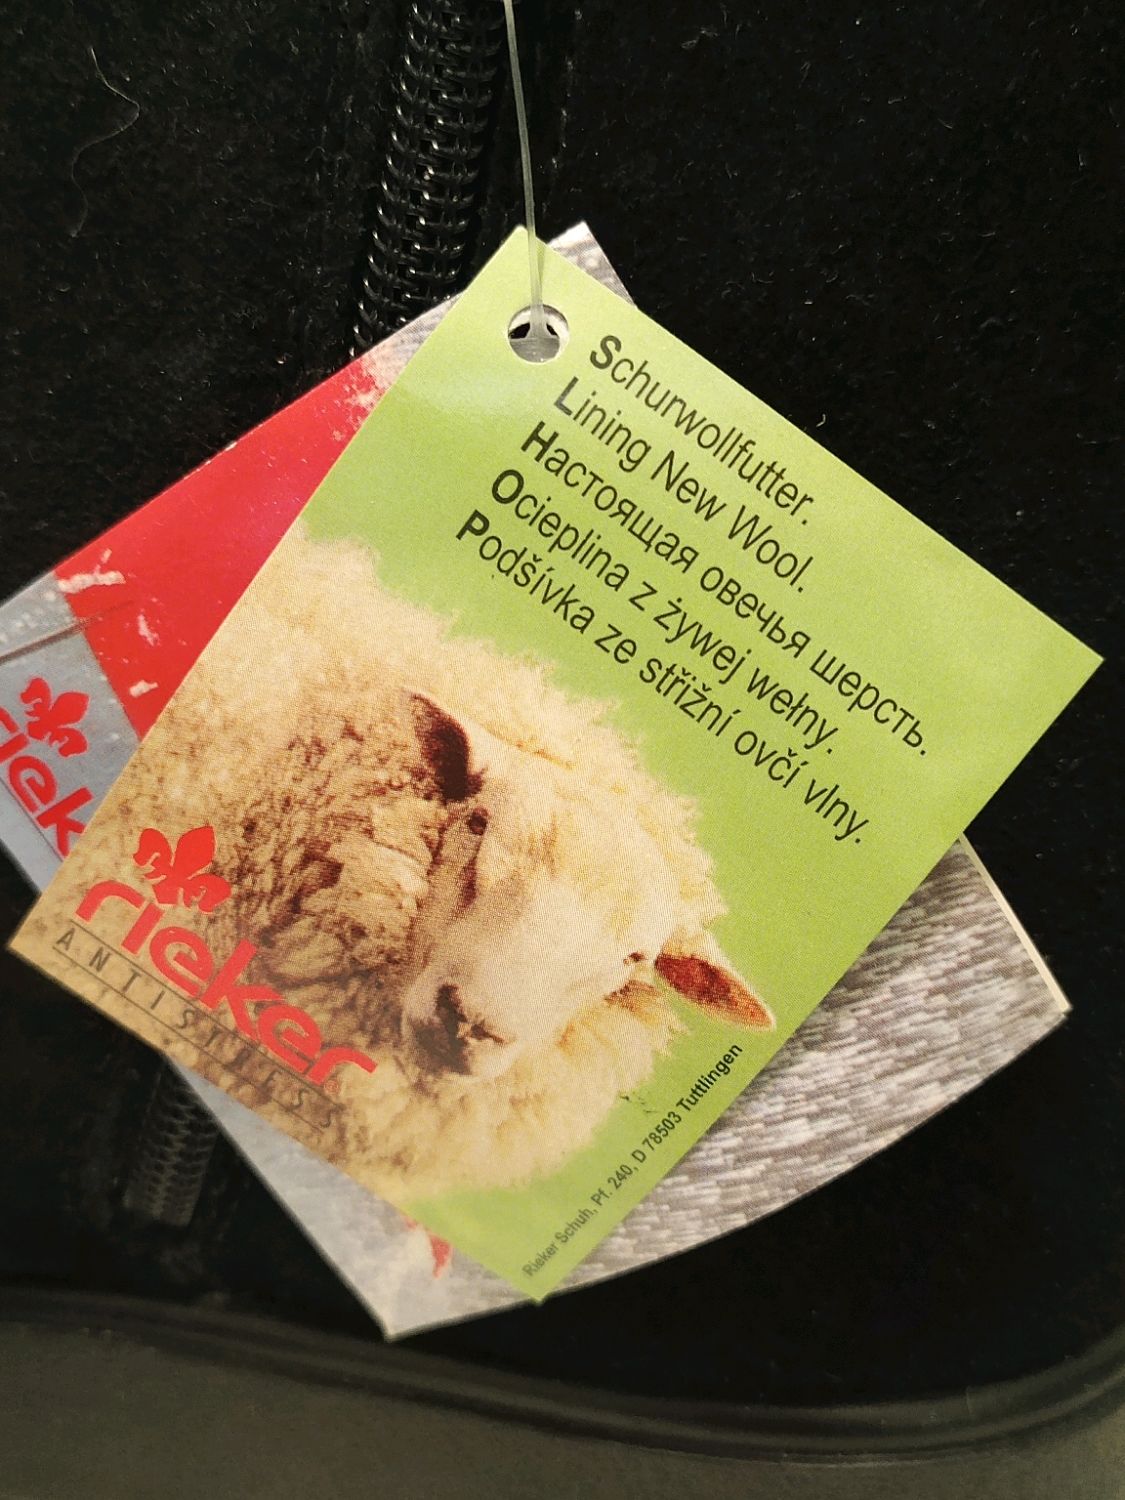 Schurwollfutter.
Lining New Wool.
Настоящая овечья шерсть.
Ocieplina z żywej wełny.
Podšívka ze střižní ovčí vlny.
rieker
ANTISTRESS
Rieker Schuh, Pf. 240, D 78503 Tuttlingen
riek